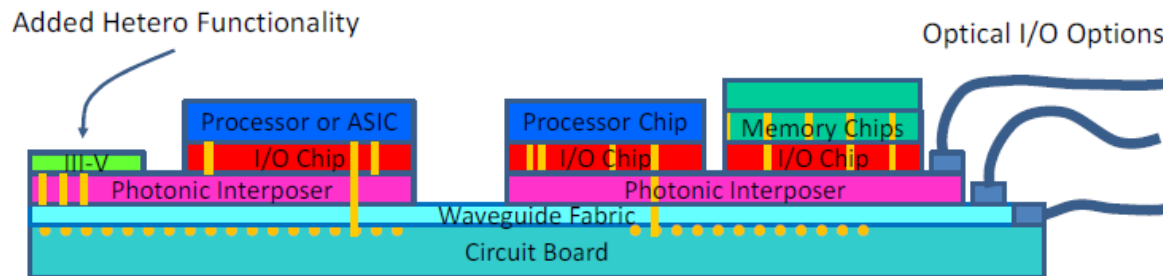 Added Hetero Functionality
Optical I/O Options
Processor or ASIC
Processor Chip
Memory Chips
III-V
I/O Chip
I/O Chip
I/O Chip
Photonic Interposer
Photonic Interposer
Waveguide Fabric
Circuit Board